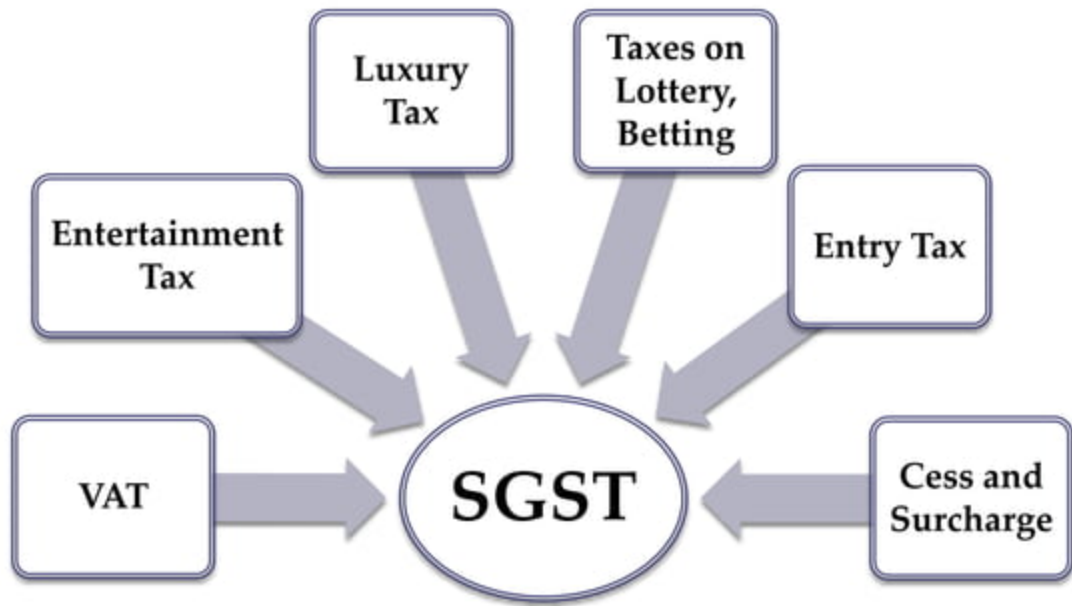 Luxury
Tax
Taxes on
Lottery,
Betting
Entertainment
Tax
Entry Tax
VAT
SGST
Cess and
Surcharge